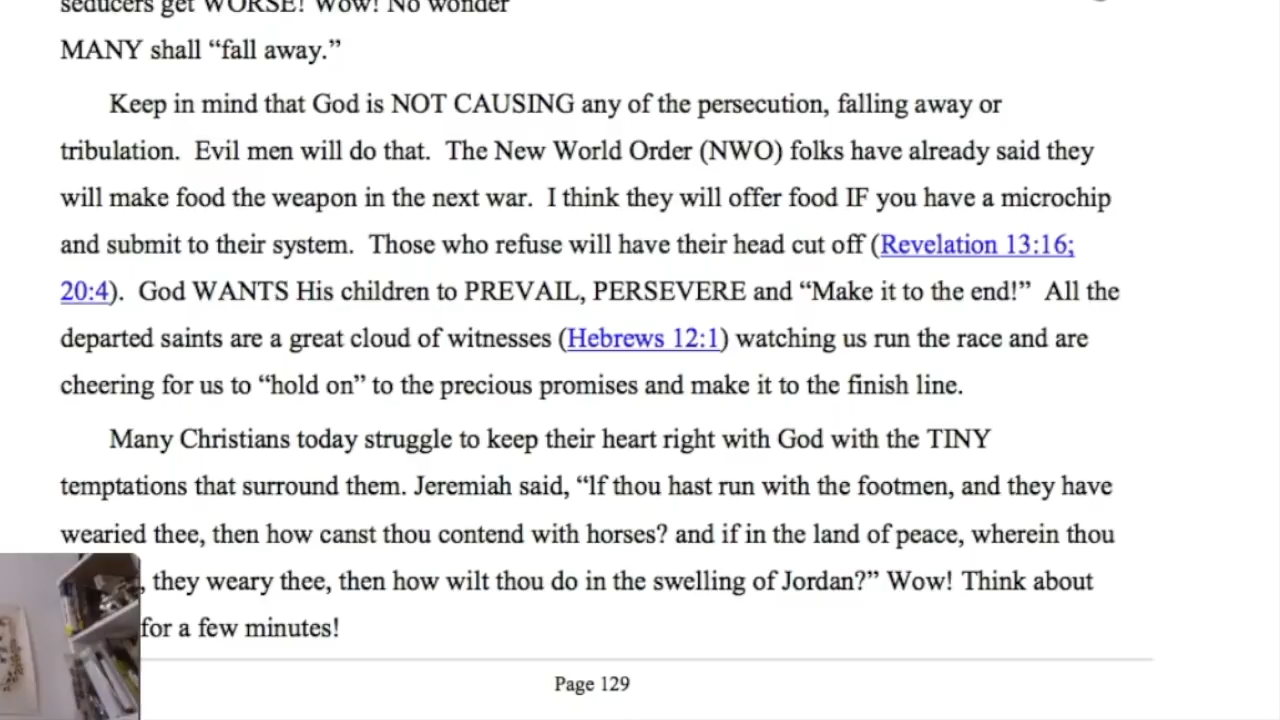 seducers get WORSE! Wow! No wonder
MANY shall “fall away.”
Keep in mind that God is NOT CAUSING any of the persecution, falling away or
tribulation.  Evil men will do that.  The New World Order (NWO) folks have already said they
will make food the weapon in the next war.  I think they will offer food IF you have a microchip
and submit to their system.  Those who refuse will have their head cut off (Revelation 13:16;
20:4).  God WANTS His children to PREVAIL, PERSEVERE and “Make it to the end!”  All the
departed saints are a great cloud of witnesses (Hebrews 12:1) watching us run the race and are
cheering for us to “hold on” to the precious promises and make it to the finish line.
Many Christians today struggle to keep their heart right with God with the TINY
temptations that surround them. Jeremiah said, “If thou hast run with the footmen, and they have
wearied thee, then how canst thou contend with horses? and if in the land of peace, wherein thou
, they weary thee, then how wilt thou do in the swelling of Jordan?” Wow! Think about
for a few minutes!
Page 129